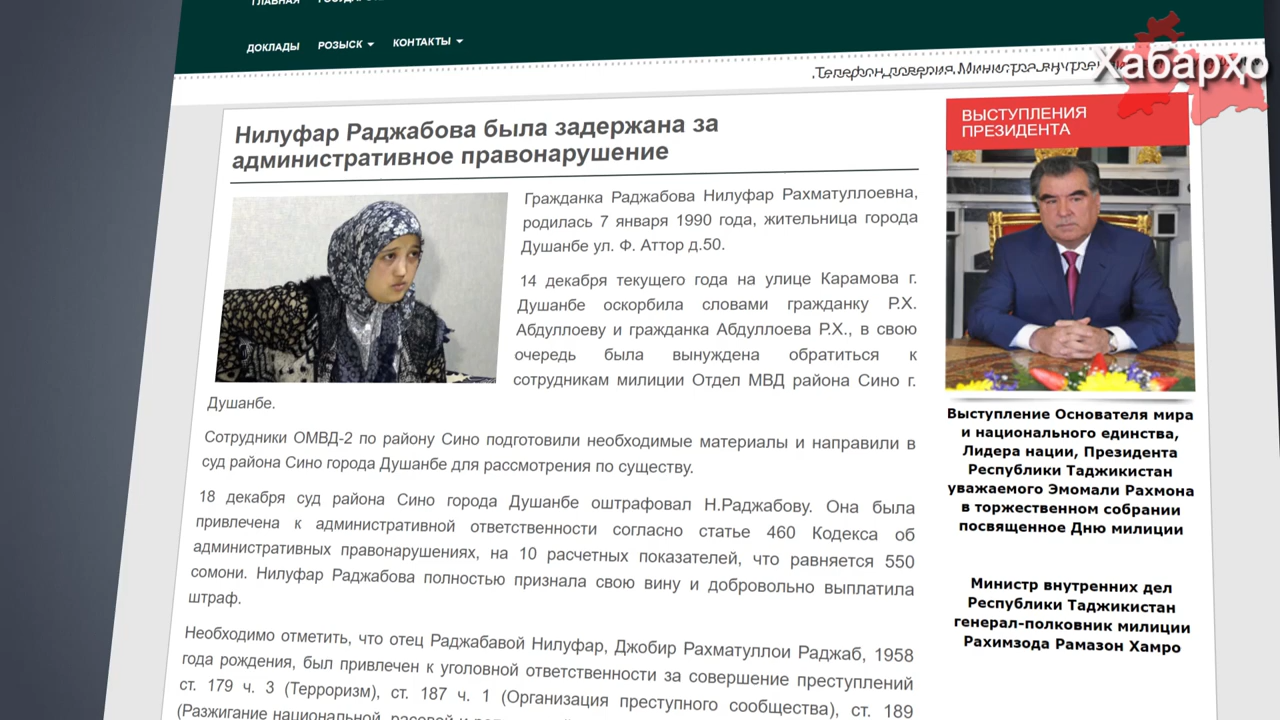 ГЛАВНАЯ
ДОКЛАДЫ РОЗЫСК КОНТАКТЫ
Телефон доверия Министра
Хабарҳо
Нилуфар Раджабова была задержана за
административное правонарушение
Гражданка Раджабова Нилуфар Рахматуллоевна,
родилась 7 января 1990 года, жительница города
Душанбе ул. Ф. Аттор д.50.
14 декабря текущего года на улице Карамова г.
Душанбе оскорбила словами гражданку Р.Х.
Абдуллоеву и гражданка Абдуллоева Р.Х., в свою
очередь была вынуждена обратиться к
сотрудникам милиции Отдел МВД района Сино г.
Душанбе.
Сотрудники ОМВД-2 по району Сино подготовили необходимые материалы и направили в
суд района Сино города Душанбе для рассмотрения по существу.
18 декабря суд района Сино города Душанбе оштрафовал Н.Раджабову. Она была
привлечена к административной ответственности согласно статье 460 Кодекса об
административных правонарушениях, на 10 расчетных показателей, что равняется 550
сомони. Нилуфар Раджабова полностью признала свою вину и добровольно выплатила
штраф.
Необходимо отметить, что отец Раджабавой Нилуфар, Джобир Рахматуллои Раджаб, 1958
года рождения, был привлечен к уголовной ответственности за совершение преступлений
ст. 179 ч. 3 (Терроризм), ст. 187 ч. 1 (Организация преступного сообщества), ст. 189
(Разжигание национальной, расовой и
ВЫСТУПЛЕНИЯ
ПРЕЗИДЕНТА
Выступление Основателя мира
и национального единства,
Лидера нации, Президента
Республики Таджикистан
уважаемого Эмомали Рахмона
в торжественном собрании
посвященное Дню милиции
Министр внутренних дел
Республики Таджикистан
генерал-полковник милиции
Рахимзода Рамазон Хамро